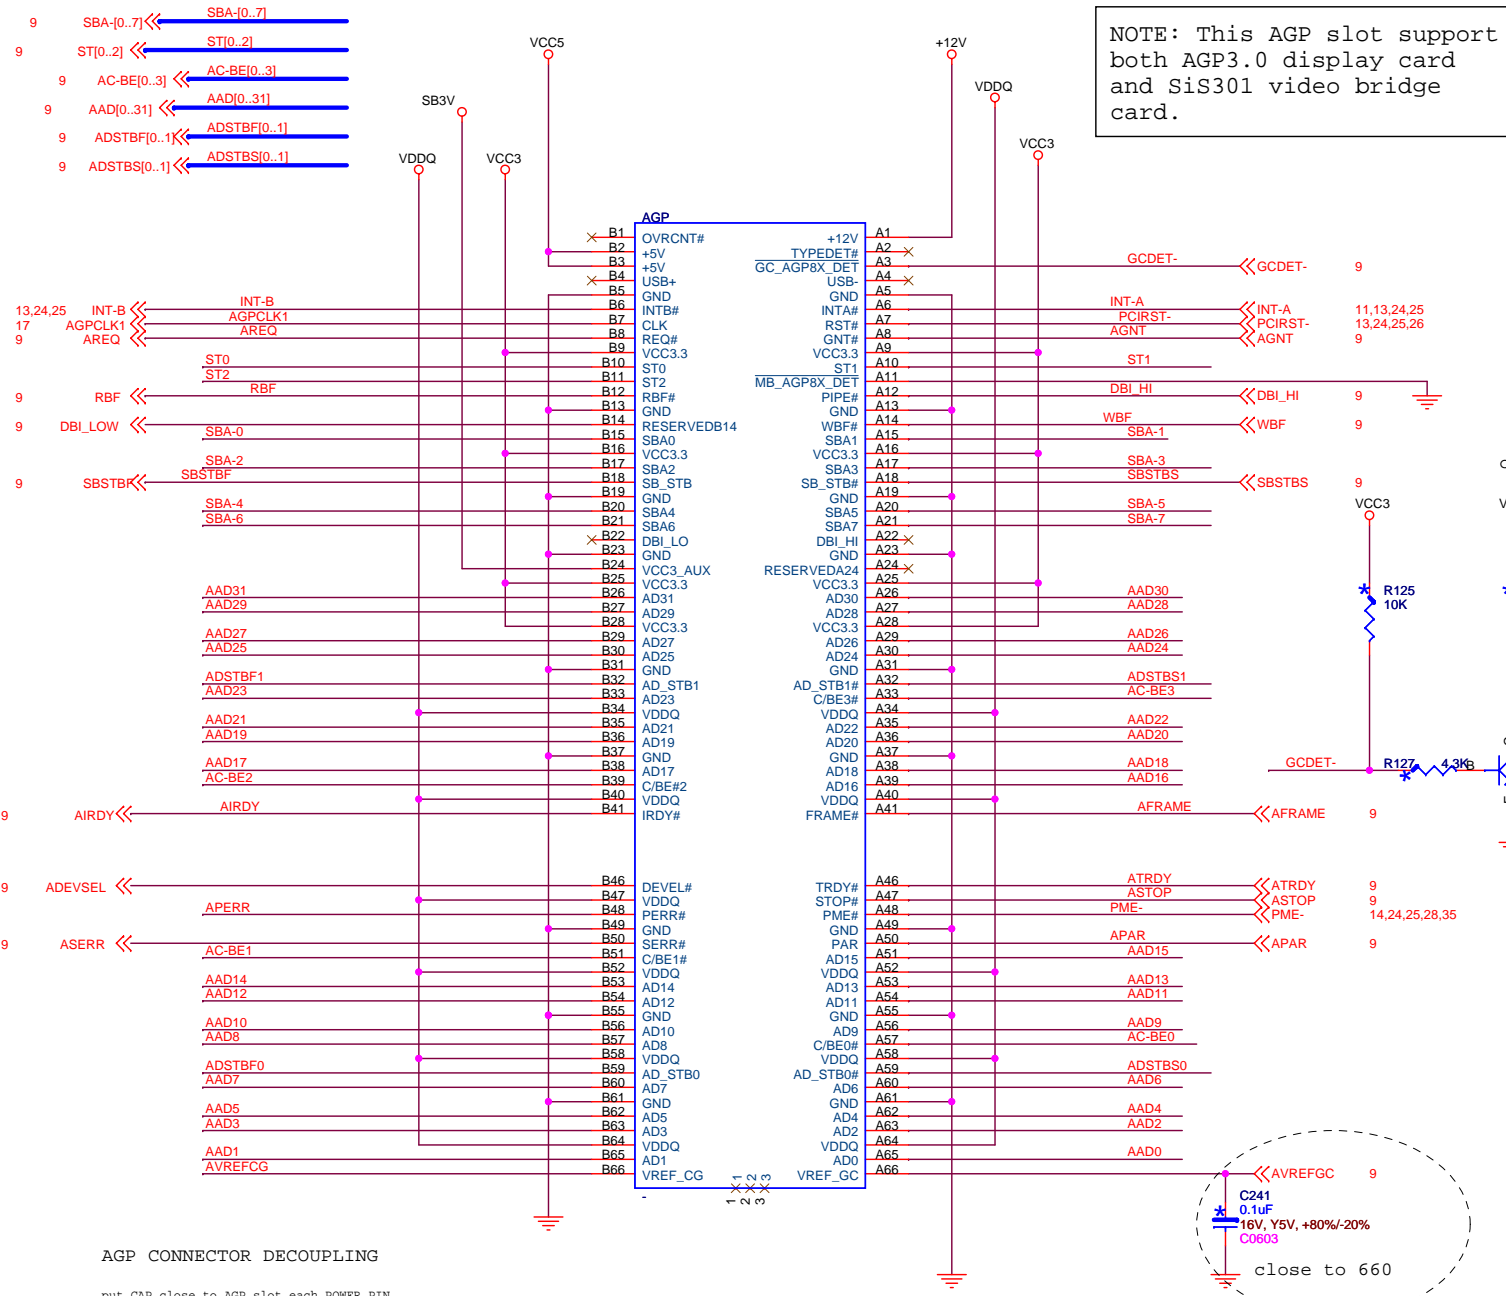 9 SBA-[0..7] SBA-[0..7]
9 ST[0..2] ST[0..2]
9 AC-BE[0..3] AC-BE[0..3]
9 AAD[0..31] AAD[0..31]
9 ADSTBF[0..1] ADSTBF[0..1]
9 ADSTBS[0..1] ADSTBS[0..1]
VCC5
SB3V
VDDQ VCC3
+12V
VDDQ
VCC3
NOTE: This AGP slot support
both AGP3.0 display card
and SiS301 video bridge
card.
AGP
B1 OVRCNT# +12V A1
B2 +5V TYPEDET# A2
B3 +5V GC_AGP8X_DET A3 GCDET- GCDET- 9
B4 USB+ USB- A4
B5 GND GND A5
13,24,25 INT-B INT-B B6 INTB# INTA# A6 INT-A INT-A 11,13,24,25
17 AGPCLK1 AGPCLK1 B7 CLK RST# A7 PCIRST- PCIRST- 13,24,25,26
9 AREQ AREQ B8 REQ# GNT# A8 AGNT AGNT 9
B9 VCC3.3 VCC3.3 A9
ST0 B10 ST0 ST1 A10 ST1
ST2 B11 ST2 MB_AGP8X_DET A11
9 RBF RBF B12 RBF# PIPE# A12 DBI_HI DBI_HI 9
B13 GND GND A13
9 DBI_LOW B14 RESERVEDB14 WBF# A14 WBF WBF 9
SBA-0 B15 SBA0 SBA1 A15 SBA-1
B16 VCC3.3 VCC3.3 A16
SBA-2 B17 SBA2 SBA3 A17 SBA-3
9 SBSTBF SBSTBF B18 SB_STB SB_STB# A18 SBSTBS SBSTBS 9
B19 GND GND A19
SBA-4 B20 SBA4 SBA5 A20 SBA-5
SBA-6 B21 SBA6 SBA7 A21 SBA-7
B22 DBI_LO DBI_HI A22
B23 GND GND A23
B24 VCC3_AUX RESERVEDA24 A24
B25 VCC3.3 VCC3.3 A25
AAD31 B26 AD31 AD30 A26 AAD30
AAD29 B27 AD29 AD28 A27 AAD28
B28 VCC3.3 VCC3.3 A28
AAD27 B29 AD27 AD26 A29 AAD26
AAD25 B30 AD25 AD24 A30 AAD24
B31 GND GND A31
ADSTBF1 B32 AD_STB1 AD_STB1# A32 ADSTBS1
AAD23 B33 AD23 C/BE3# A33 AC-BE3
B34 VDDQ VDDQ A34
AAD21 B35 AD21 AD22 A35 AAD22
AAD19 B36 AD19 AD20 A36 AAD20
B37 GND GND A37
AAD17 B38 AD17 AD18 A38 AAD18
AC-BE2 B39 C/BE#2 AD16 A39 AAD16
B40 VDDQ VDDQ A40
9 AIRDY AIRDY B41 IRDY# FRAME# A41 AFRAME AFRAME 9
9 ADEVSEL B46 DEVEL# TRDY# A46 ATRDY ATRDY 9
B47 VDDQ STOP# A47 ASTOP ASTOP 9
APERR B48 PERR# PME# A48 PME- PME- 14,24,25,28,35
B49 GND GND A49
9 ASERR B50 SERR# PAR A50 APAR APAR 9
AC-BE1 B51 C/BE1# AD15 A51 AAD15
B52 VDDQ VDDQ A52
AAD14 B53 AD14 AD13 A53 AAD13
AAD12 B54 AD12 AD11 A54 AAD11
B55 GND GND A55
AAD10 B56 AD10 AD9 A56 AAD9
AAD8 B57 AD8 C/BE0# A57 AC-BE0
B58 VDDQ VDDQ A58
ADSTBF0 B59 AD_STB0 AD_STB0# A59 ADSTBS0
AAD7 B60 AD7 AD6 A60 AAD6
B61 GND GND A61
AAD5 B62 AD5 AD4 A62 AAD4
AAD3 B63 AD3 AD2 A63 AAD2
B64 VDDQ VDDQ A64
AAD1 B65 AD1 AD0 A65 AAD0
AVREFCG B66 VREF_CG VREF_GC A66 AVREFGC 9
1 2 3
1 2 3
-
VCC3
R125
10K
GCDET- R127 4.3K B
C241
0.1uF
16V, Y5V, +80%/-20%
C0603
close to 660
AGP CONNECTOR DECOUPLING
put CAP close to AGP slot each POWER PIN